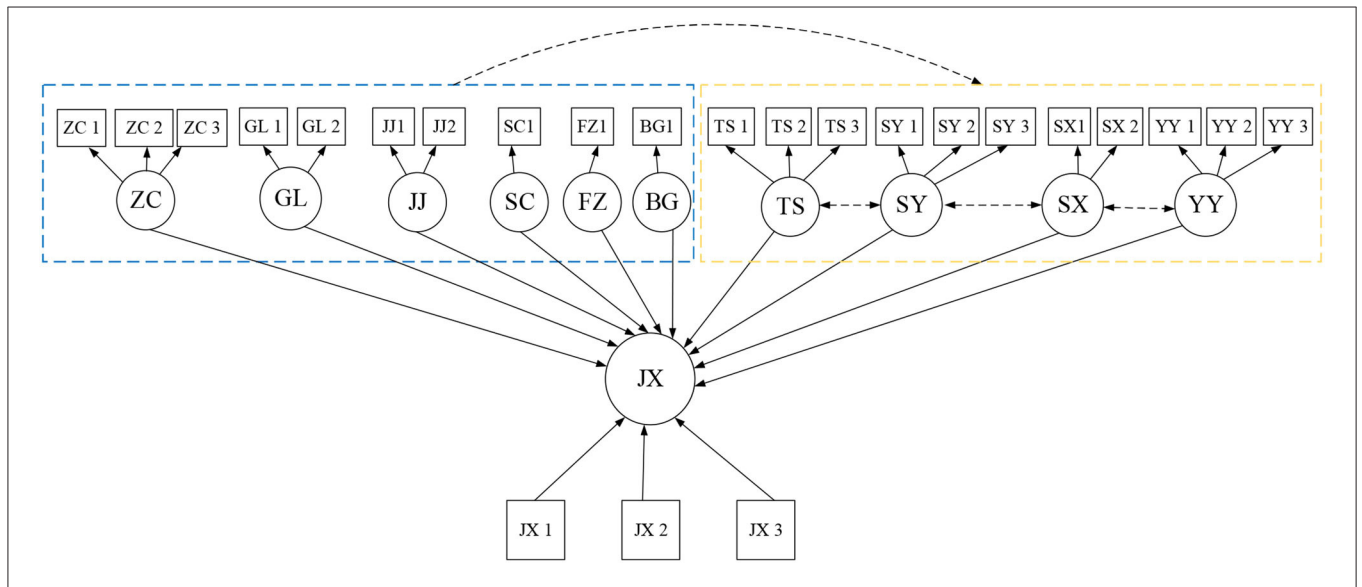 ZC 1
ZC 2
ZC 3
GL 1
GL 2
JJ1
JJ2
SC1
FZ1
BG1
TS 1
TS 2
TS 3
SY 1
SY 2
SY 3
SX1
SX 2
YY 1
YY 2
YY 3
ZC
GL
JJ
SC
FZ
BG
TS
SY
SX
YY
JX
JX 1
JX 2
JX 3